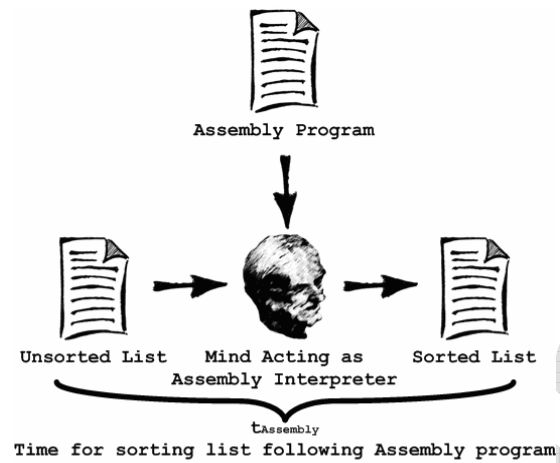 Assembly Program
Unsorted List
Mind Acting as
Assembly Interpreter
Sorted List
tAssembly
Time for sorting list following Assembly program